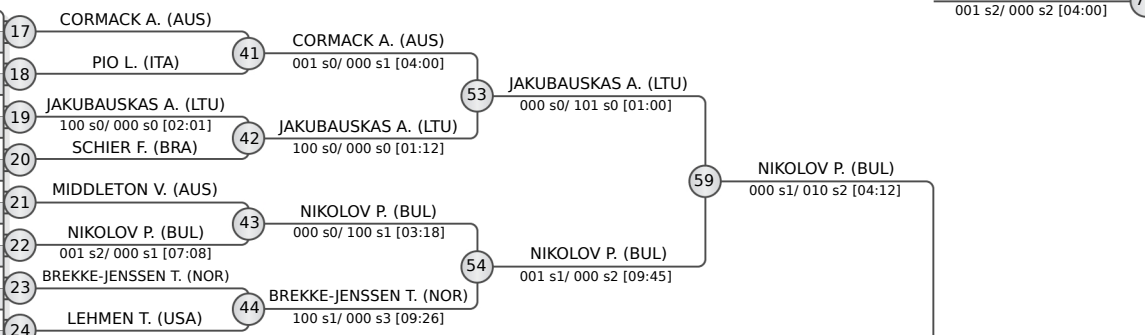 001 s2/ 000 s2 [04:00]
17
CORMACK A. (AUS)
41
CORMACK A. (AUS)
001 s0/ 000 s1 [04:00]
18
PIO L. (ITA)
53
JAKUBAUSKAS A. (LTU)
000 s0/ 101 s0 [01:00]
19
JAKUBAUSKAS A. (LTU)
100 s0/ 000 s0 [02:01]
42
JAKUBAUSKAS A. (LTU)
100 s0/ 000 s0 [01:12]
20
SCHIER F. (BRA)
59
NIKOLOV P. (BUL)
000 s1/ 010 s2 [04:12]
21
MIDDLETON V. (AUS)
43
NIKOLOV P. (BUL)
000 s0/ 100 s1 [03:18]
22
NIKOLOV P. (BUL)
001 s2/ 000 s1 [07:08]
54
NIKOLOV P. (BUL)
001 s1/ 000 s2 [09:45]
23
BREKKE-JENSSEN T. (NOR)
44
BREKKE-JENSSEN T. (NOR)
100 s1/ 000 s3 [09:26]
24
LEHMEN T. (USA)